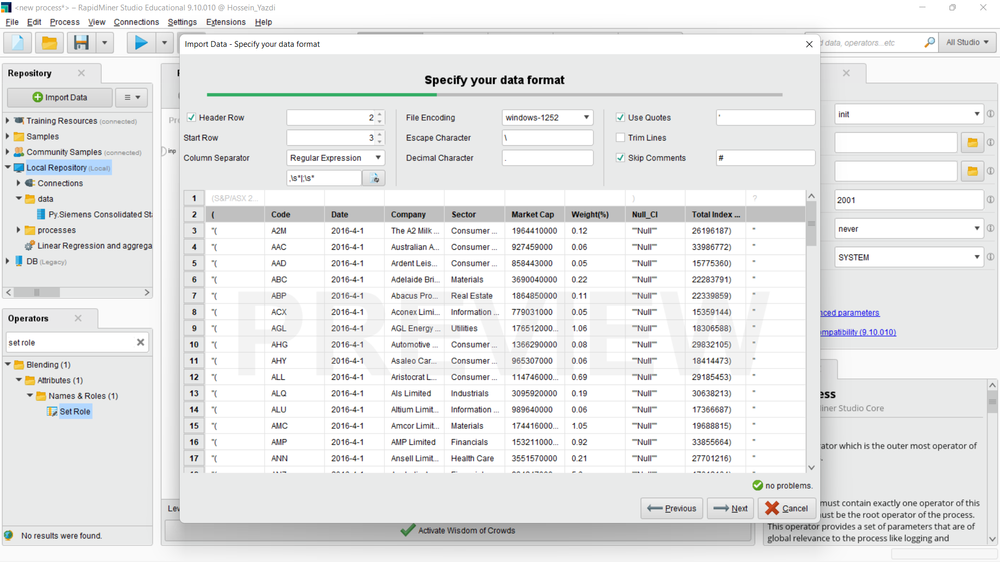 <new process*> – RapidMiner Studio Educational 9.10.010 @ Hossein_Yazdi
File Edit Process View Connections Settings Extensions Help
data, operators...etc
All Studio
Import Data - Specify your data format
Specify your data format
Repository
Import Data
Training Resources (connected)
Samples
Community Samples (connected)
Local Repository (Local)
Connections
data
Py.Siemens Consolidated
processes
Linear Regression and
DB (Legacy)
Operators
set role
Blending (1)
Attributes (1)
Names & Roles (1)
Set Role
No results were found.
inp
Header Row 2
Start Row 3
Column Separator Regular Expression
,\s*|;\s*
File Encoding windows-1252
Escape Character \
Decimal Character .
Use Quotes '
Trim Lines
Skip Comments #
1 (S&P/ASX 2... ) ?
2 ( Code Date Company Sector Market Cap Weight(%) Null_CI Total Index ...
3 "( A2M 2016-4-1 The A2 Milk ... Consumer ... 1964410000 0.12 ""Null"" 26196187) "
4 "( AAC 2016-4-1 Australian A... Consumer ... 927459000 0.06 ""Null"" 33986772) "
5 "( AAD 2016-4-1 Ardent Leis... Consumer ... 858443000 0.05 ""Null"" 15775360) "
6 "( ABC 2016-4-1 Adelaide Bri... Materials 3690040000 0.22 ""Null"" 22283791) "
7 "( ABP 2016-4-1 Abacus Pro... Real Estate 1864850000 0.11 ""Null"" 22339859) "
8 "( ACX 2016-4-1 Aconex Limi... Information ... 779031000 0.05 ""Null"" 15359144) "
9 "( AGL 2016-4-1 AGL Energy ... Utilities 176512000... 1.06 ""Null"" 18306588) "
10 "( AHG 2016-4-1 Automotive ... Consumer ... 1366290000 0.08 ""Null"" 29832105) "
11 "( AHY 2016-4-1 Asaleo Car... Consumer ... 965307000 0.06 ""Null"" 18414473) "
12 "( ALL 2016-4-1 Aristocrat L... Consumer ... 114746000... 0.69 ""Null"" 29185453) "
13 "( ALQ 2016-4-1 Als Limited Industrials 3095920000 0.19 ""Null"" 30638213) "
14 "( ALU 2016-4-1 Altium Limit... Information ... 989640000 0.06 ""Null"" 17366687) "
15 "( AMC 2016-4-1 Amcor Limit... Materials 174416000... 1.05 ""Null"" 19688815) "
16 "( AMP 2016-4-1 AMP Limited Financials 153211000... 0.92 ""Null"" 33855664) "
17 "( ANN 2016-4-1 Ansell Limit... Health Care 3551570000 0.21 ""Null"" 27701216) "
PREVIEW
no problems.
Previous Next Cancel
Activate Wisdom of Crowds
init
2001
never
SYSTEM
parameters
(9.10.010)
Studio Core
which is the outer most operator of
must contain exactly one operator of this
be the root operator of the process.
This operator provides a set of parameters that are of
global relevance to the process like logging and